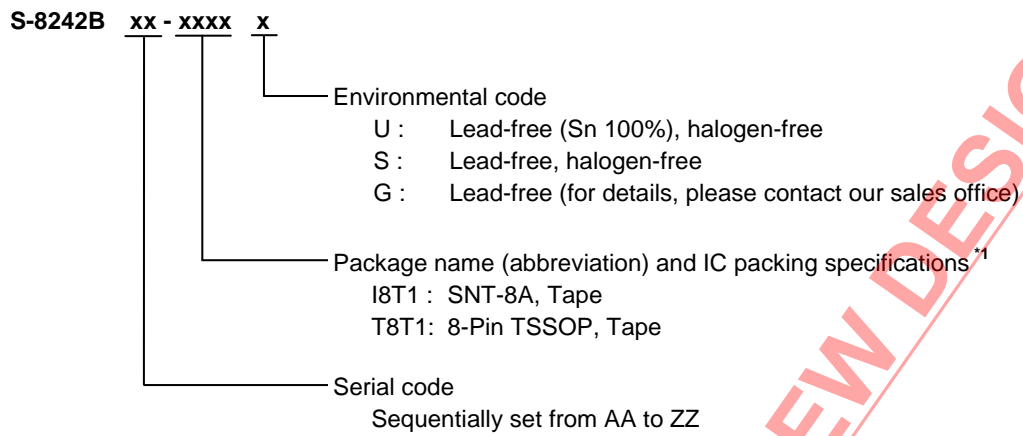 S-8242B xx - xxxx x
Environmental code
U : Lead-free (Sn 100%), halogen-free
S : Lead-free, halogen-free
G : Lead-free (for details, please contact our sales office)
Package name (abbreviation) and IC packing specifications *1
I8T1 : SNT-8A, Tape
T8T1: 8-Pin TSSOP, Tape
Serial code
Sequentially set from AA to ZZ